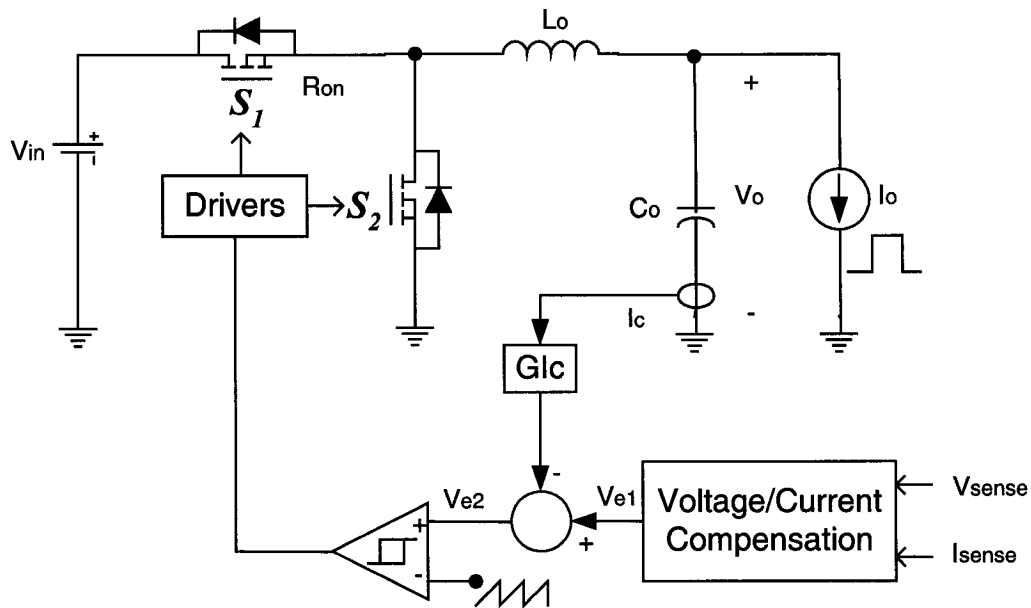 Lo
Ron
S1
+
Vin
+
-
Drivers
S2
Co
Vo
Io
Ic
-
GIc
-
Ve2
Ve1
+
+
-
Voltage/Current
Compensation
Vsense
Isense